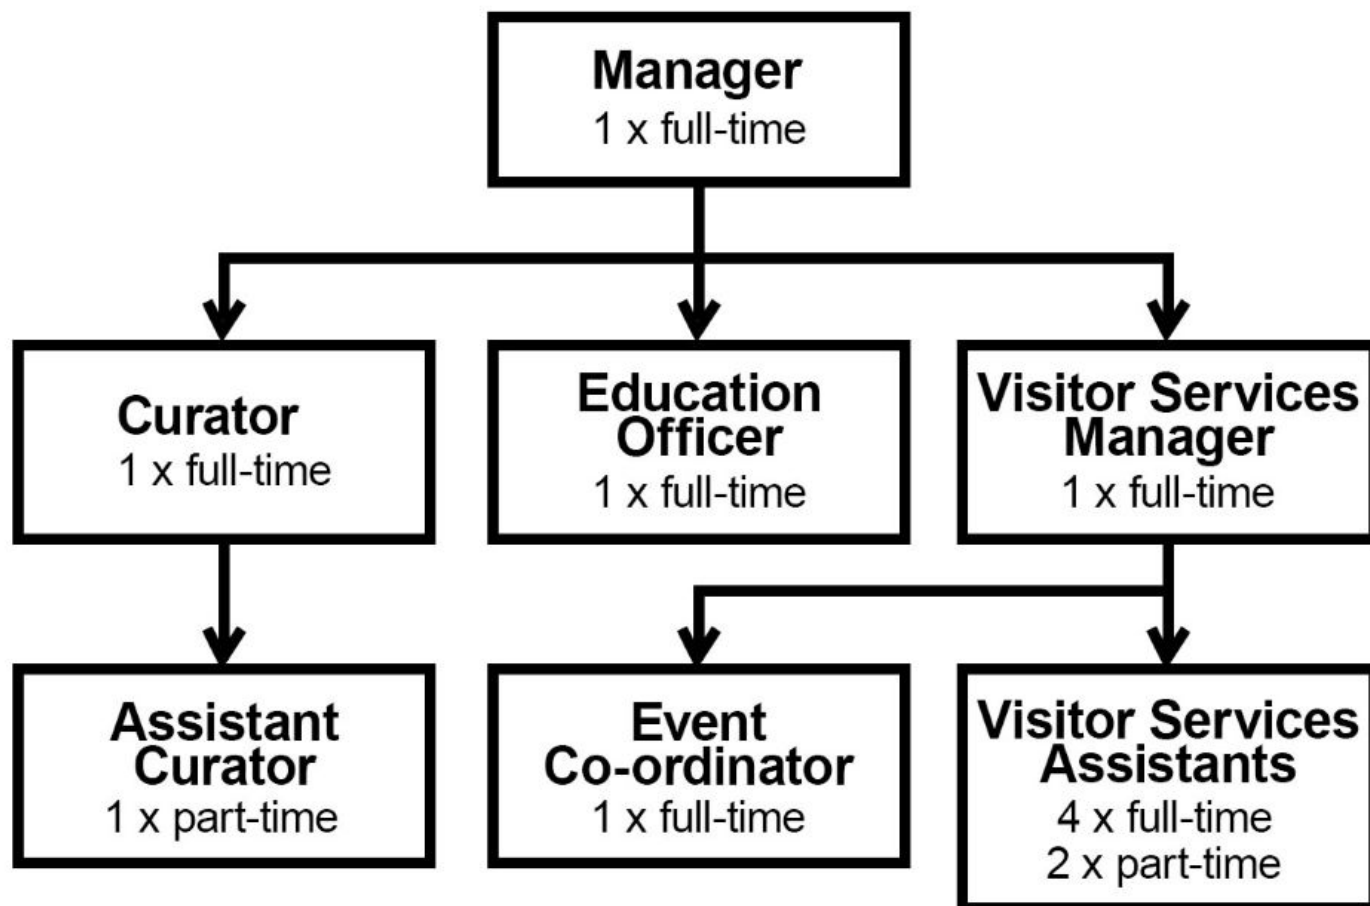 Manager
1 x full-time
Curator
1 x full-time
Education
Officer
1 x full-time
Visitor Services
Manager
1 x full-time
Assistant
Curator
1 x part-time
Event
Co-ordinator
1 x full-time
Visitor Services
Assistants
4 x full-time
2 x part-time